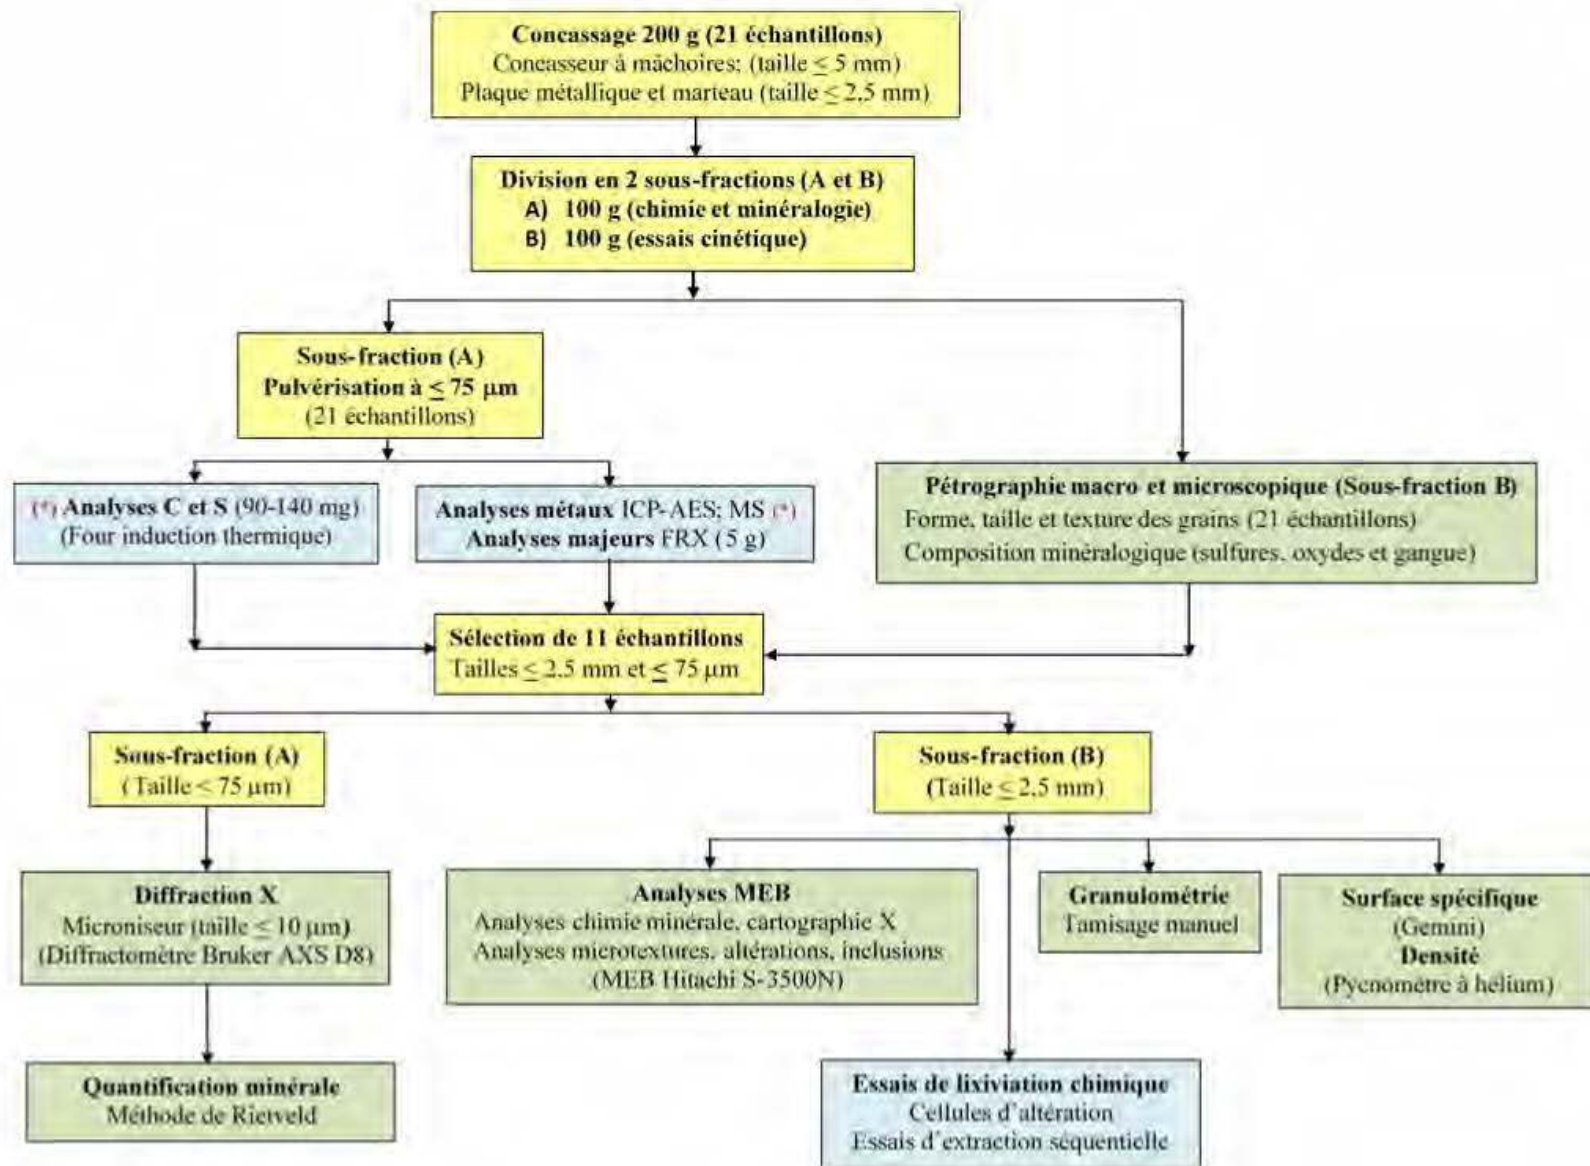 Concassage 200 g (21 échantillons)
Concasseur à mâchoires: (taille ≤ 5 mm)
Plaque métallique et marteau (taille ≤ 2,5 mm)
Division en 2 sous-fractions (A et B)
A) 100 g (chimie et minéralogie)
B) 100 g (essais cinétique)
Sous-fraction (A)
Pulvérisation à ≤ 75 µm
(21 échantillons)
(*) Analyses C et S (90-140 mg)
(Four induction thermique)
Analyses métaux ICP-AES; MS (*)
Analyses majeurs FRX (5 g)
Pétrographie macro et microscopique (Sous-fraction B)
Forme, taille et texture des grains (21 échantillons)
Composition minéralogique (sulfures, oxydes et gangue)
Sélection de 11 échantillons
Tailles ≤ 2,5 mm et ≤ 75 µm
Sous-fraction (A)
(Taille < 75 µm)
Sous-fraction (B)
(Taille ≤ 2,5 mm)
Diffraction X
Microniseur (taille ≤ 10 µm)
(Diffractomètre Bruker AXS D8)
Analyses MEB
Analyses chimie minérale, cartographie X
Analyses microtextures, altérations, inclusions
(MEB Hitachi S-3500N)
Granulométrie
Tamisage manuel
Surface spécifique
(Gemini)
Densité
(Pycnomètre à hélium)
Quantification minérale
Méthode de Rietveld
Essais de lixiviation chimique
Cellules d'altération
Essais d'extraction séquentielle